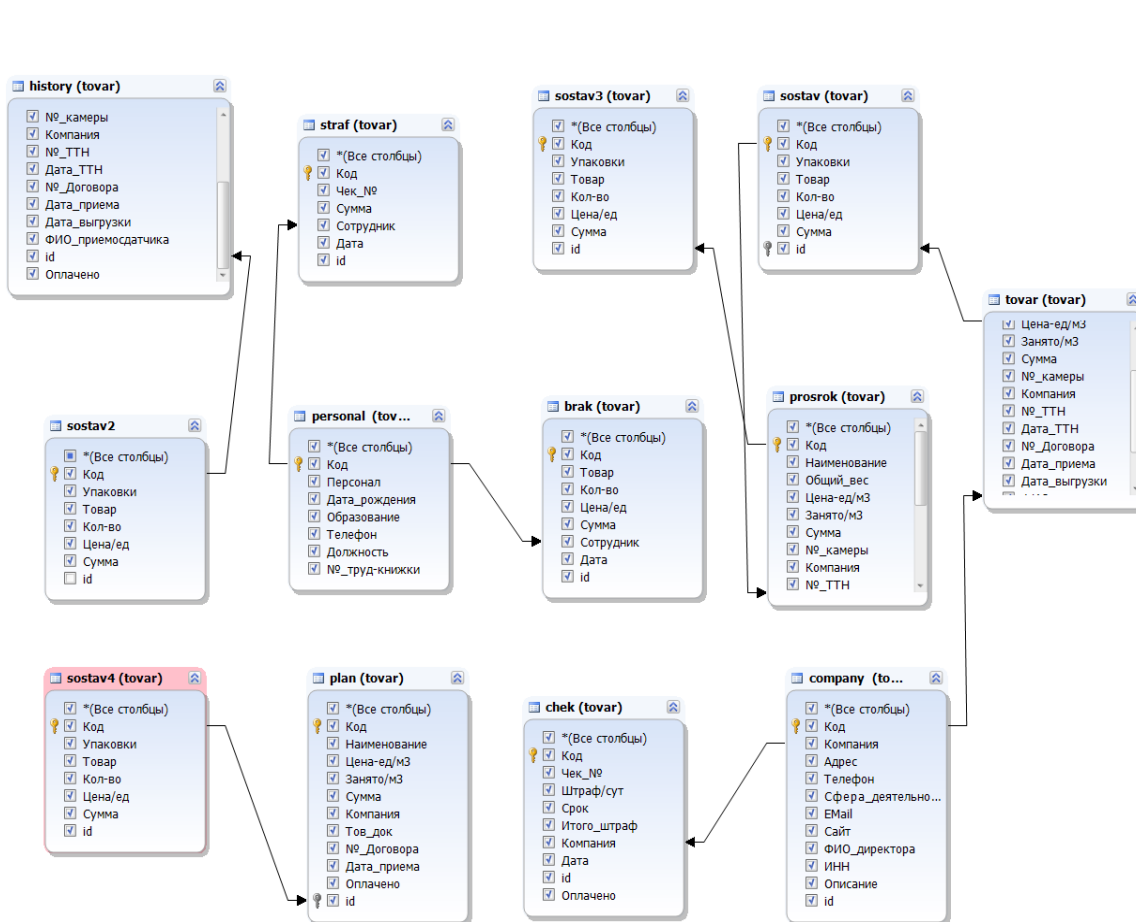 history (tovar)
№_камеры
Компания
№_ТТН
Дата_ТТН
№_Договора
Дата_приема
Дата_выгрузки
ФИО_приемосдатчика
id
Оплачено
straf (tovar)
*(Все столбцы)
Код
Чек_№
Сумма
Сотрудник
Дата
id
sostav3 (tovar)
*(Все столбцы)
Код
Упаковки
Товар
Кол-во
Цена/ед
Сумма
id
sostav (tovar)
*(Все столбцы)
Код
Упаковки
Товар
Кол-во
Цена/ед
Сумма
id
tovar (tovar)
Цена-ед/м3
Занято/м3
Сумма
№_камеры
Компания
№_ТТН
Дата_ТТН
№_Договора
Дата_приема
Дата_выгрузки
sostav2
*(Все столбцы)
Код
Упаковки
Товар
Кол-во
Цена/ед
Сумма
id
personal (tov...
*(Все столбцы)
Код
Персонал
Дата_рождения
Образование
Телефон
Должность
№_труд-книжки
brak (tovar)
*(Все столбцы)
Код
Товар
Кол-во
Цена/ед
Сумма
Сотрудник
Дата
id
prosrok (tovar)
*(Все столбцы)
Код
Наименование
Общий_вес
Цена-ед/м3
Занято/м3
Сумма
№_камеры
Компания
№_ТТН
sostav4 (tovar)
*(Все столбцы)
Код
Упаковки
Товар
Кол-во
Цена/ед
Сумма
id
plan (tovar)
*(Все столбцы)
Код
Наименование
Цена-ед/м3
Занято/м3
Сумма
Компания
Тов_док
№_Договора
Дата_приема
Оплачено
id
chek (tovar)
*(Все столбцы)
Код
Чек_№
Штраф/сут
Срок
Итого_штраф
Компания
Дата
id
Оплачено
company (to...
*(Все столбцы)
Код
Компания
Адрес
Телефон
Сфера_деятельно...
EMail
Сайт
ФИО_директора
ИНН
Описание
id